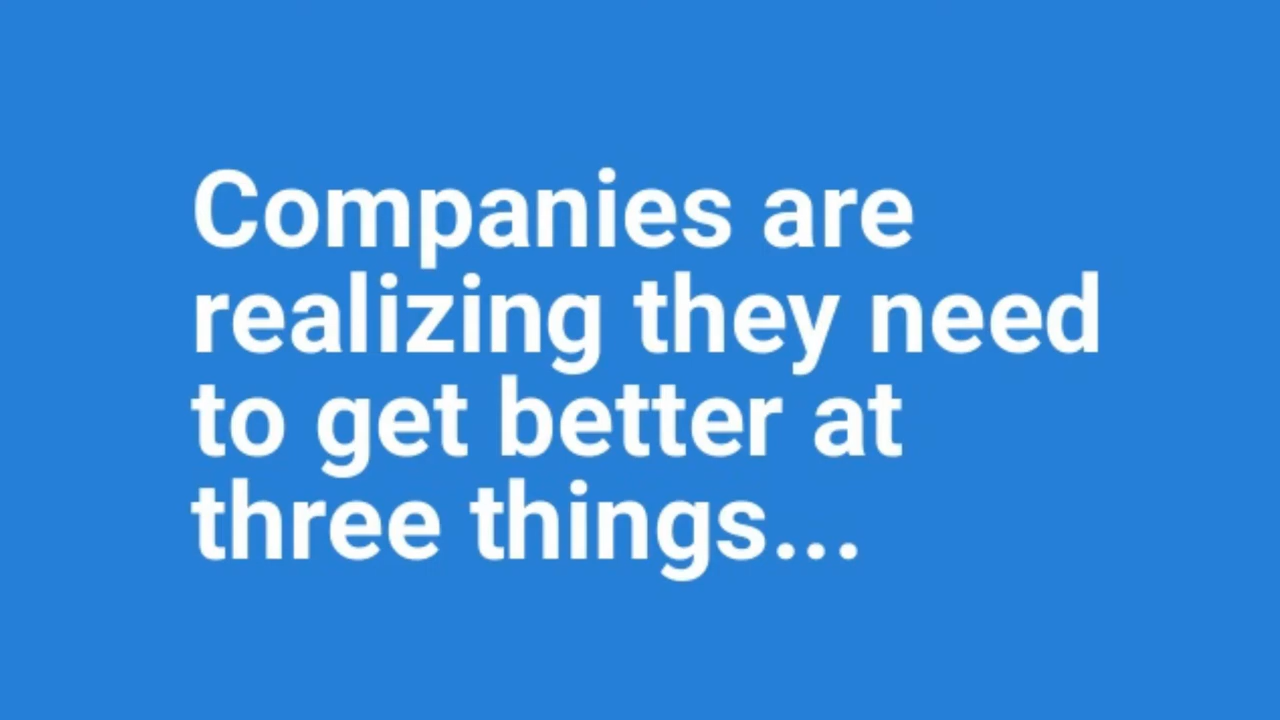 Companies are
realizing they need
to get better at
three things...